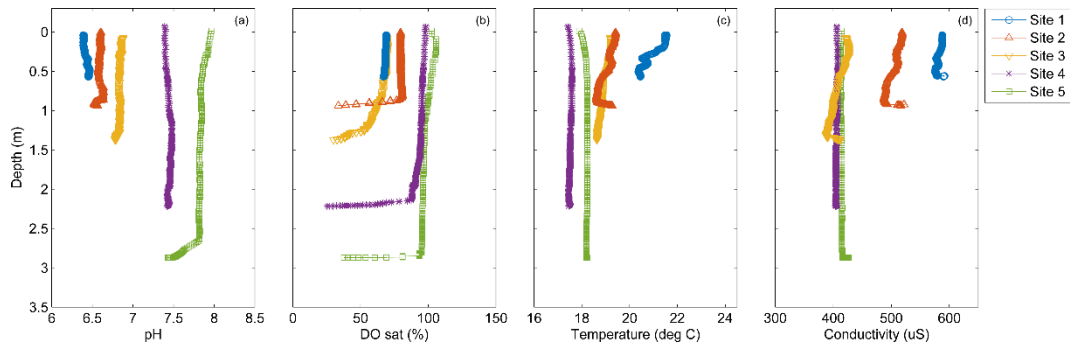 (a) (b) (c) (d)
0
0.5
1
1.5
2
2.5
3
3.5
Depth (m)
6 6.5 7 7.5 8 8.5
0 50 100 150
16 18 20 22 24
300 400 500 600
pH
DO sat (%)
Temperature (deg C)
Conductivity (uS)
Site 1
Site 2
Site 3
Site 4
Site 5